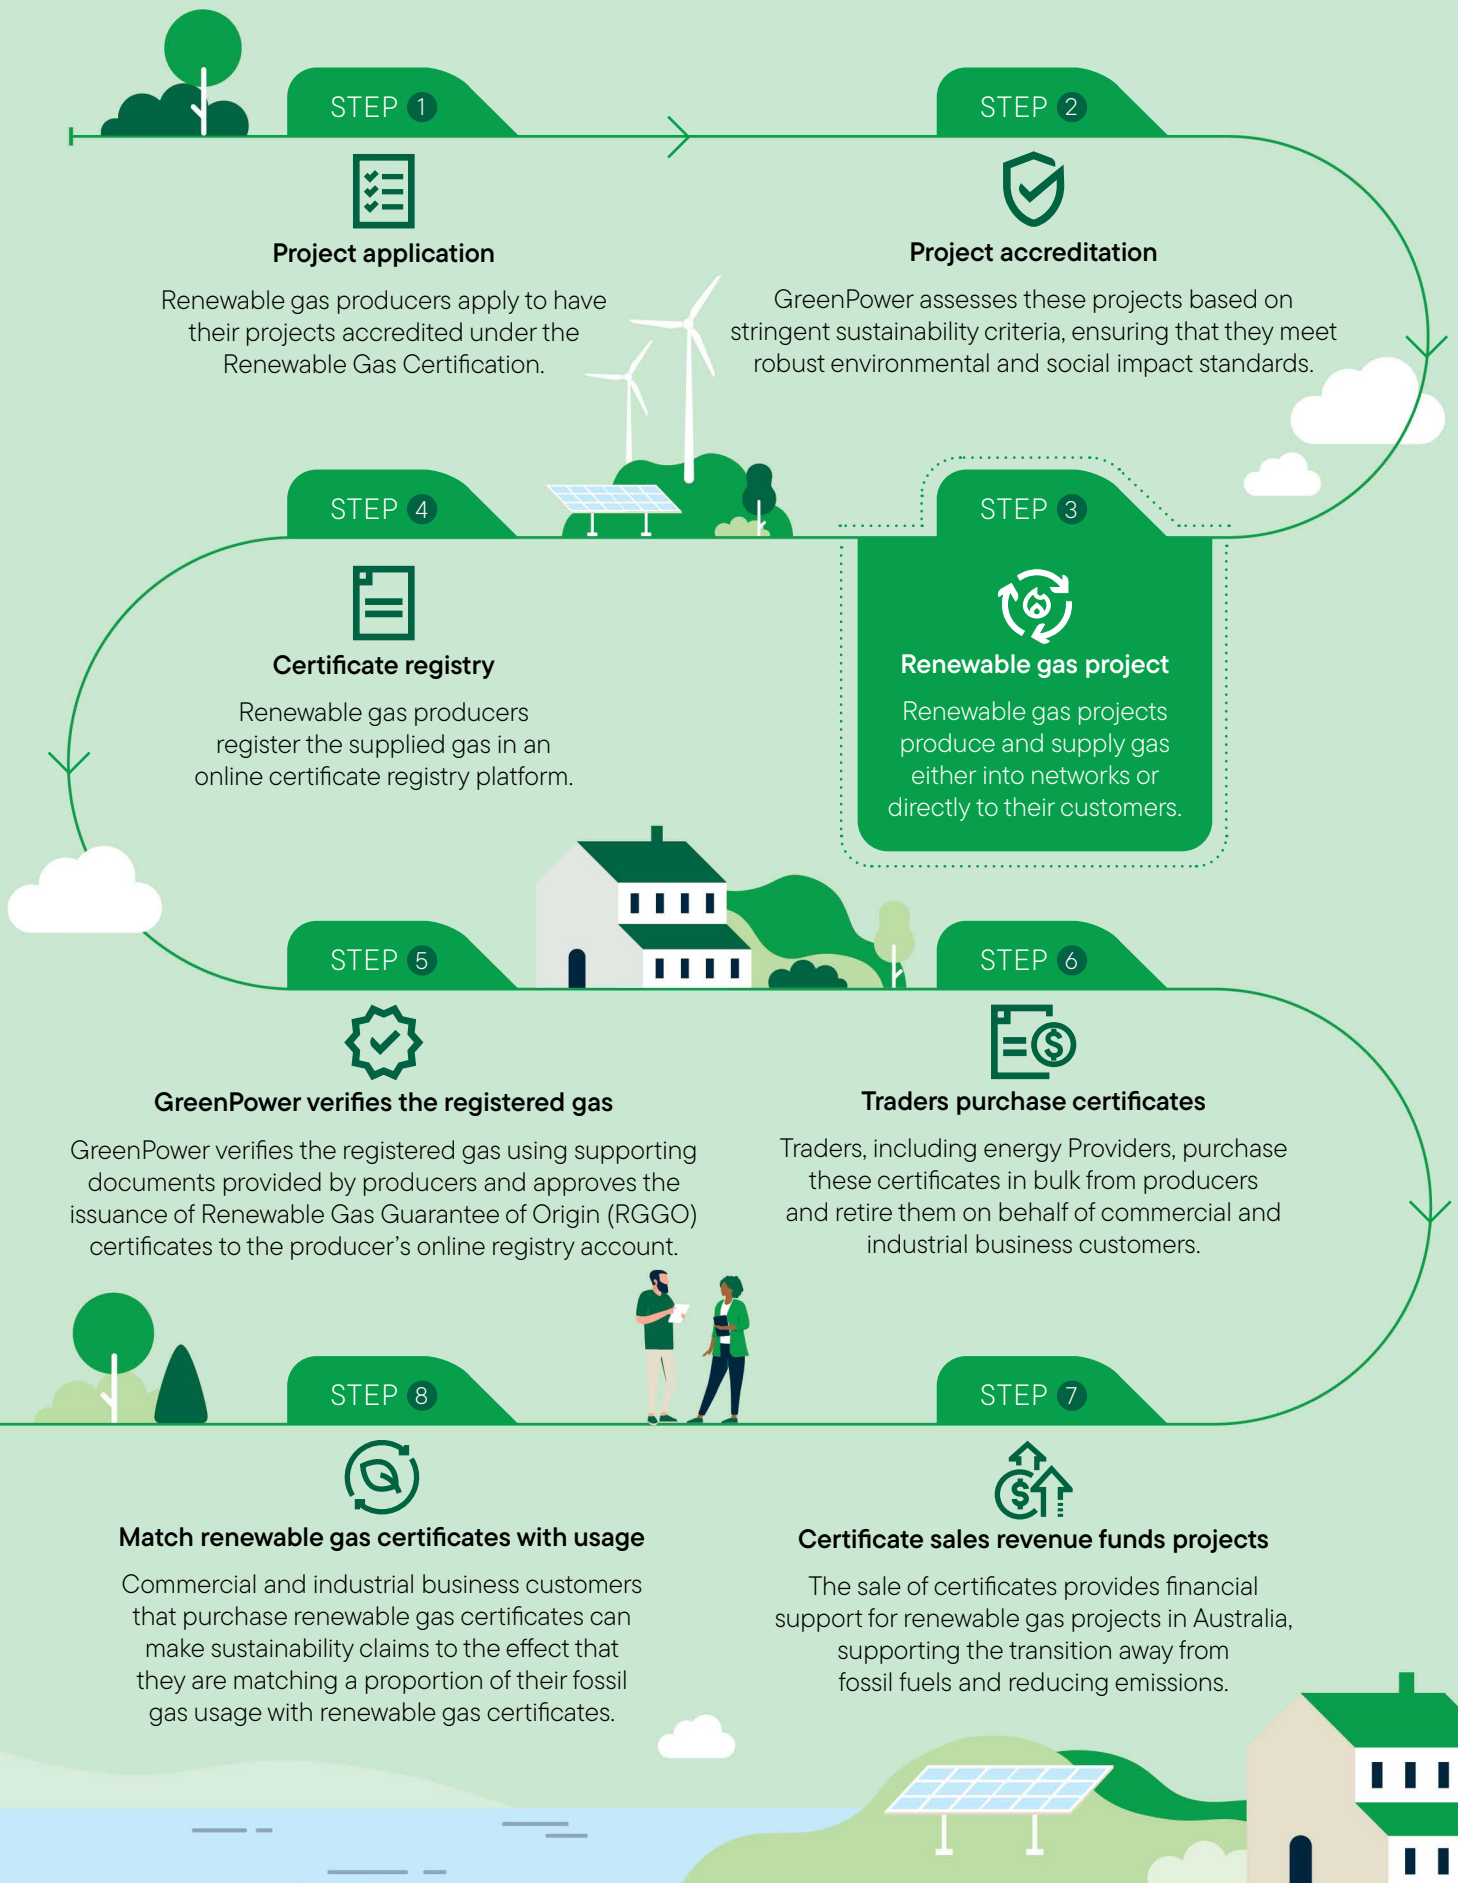 STEP 1
Project application
Renewable gas producers apply to have
their projects accredited under the
Renewable Gas Certification.
STEP 2
Project accreditation
GreenPower assesses these projects based on
stringent sustainability criteria, ensuring that they meet
robust environmental and social impact standards.
STEP 3
Renewable gas project
Renewable gas projects
produce and supply gas
either into networks or
directly to their customers.
STEP 4
Certificate registry
Renewable gas producers
register the supplied gas in an
online certificate registry platform.
STEP 5
GreenPower verifies the registered gas
GreenPower verifies the registered gas using supporting
documents provided by producers and approves the
issuance of Renewable Gas Guarantee of Origin (RGGO)
certificates to the producer’s online registry account.
STEP 6
Traders purchase certificates
Traders, including energy Providers, purchase
these certificates in bulk from producers
and retire them on behalf of commercial and
industrial business customers.
STEP 7
Certificate sales revenue funds projects
The sale of certificates provides financial
support for renewable gas projects in Australia,
supporting the transition away from
fossil fuels and reducing emissions.
STEP 8
Match renewable gas certificates with usage
Commercial and industrial business customers
that purchase renewable gas certificates can
make sustainability claims to the effect that
they are matching a proportion of their fossil
gas usage with renewable gas certificates.